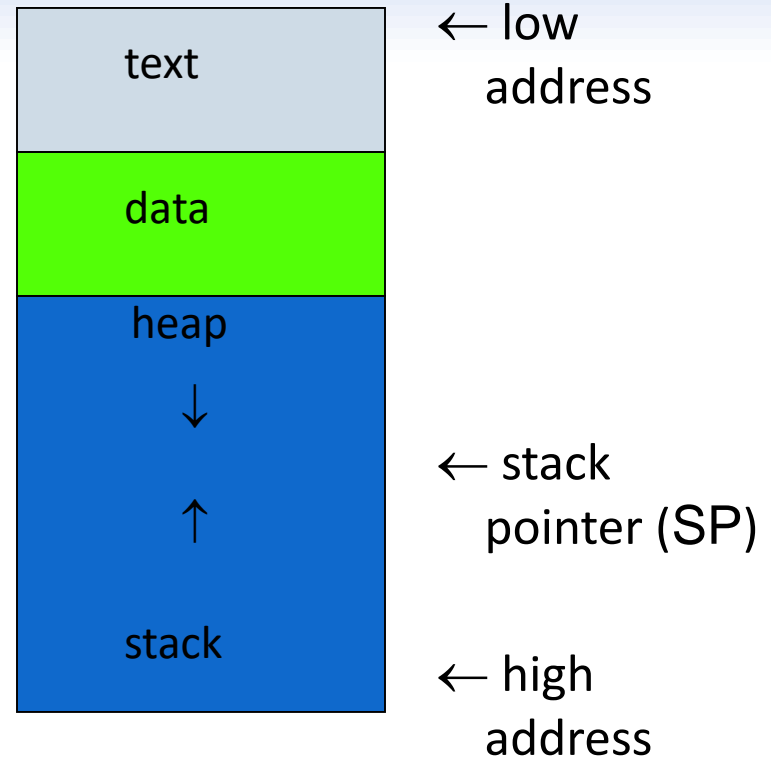 text
← low
address
data
heap
↓
← stack
pointer (SP)
↑
stack
← high
address